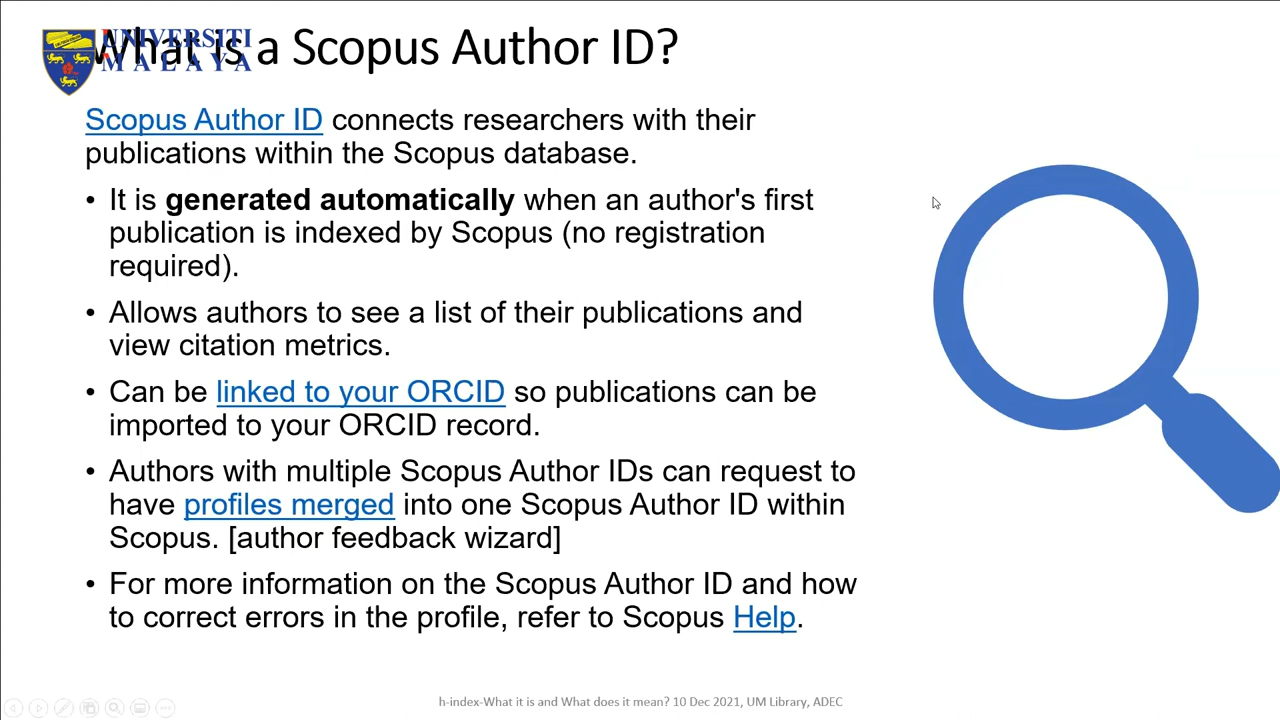 What is a Scopus Author ID?
UNIVERSITI
MALAYA
Scopus Author ID connects researchers with their
publications within the Scopus database.
• It is generated automatically when an author's first
publication is indexed by Scopus (no registration
required).
• Allows authors to see a list of their publications and
view citation metrics.
• Can be linked to your ORCID so publications can be
imported to your ORCID record.
• Authors with multiple Scopus Author IDs can request to
have profiles merged into one Scopus Author ID within
Scopus. [author feedback wizard]
• For more information on the Scopus Author ID and how
to correct errors in the profile, refer to Scopus Help.
h-index-What it is and What does it mean? 10 Dec 2021, UM Library, ADEC